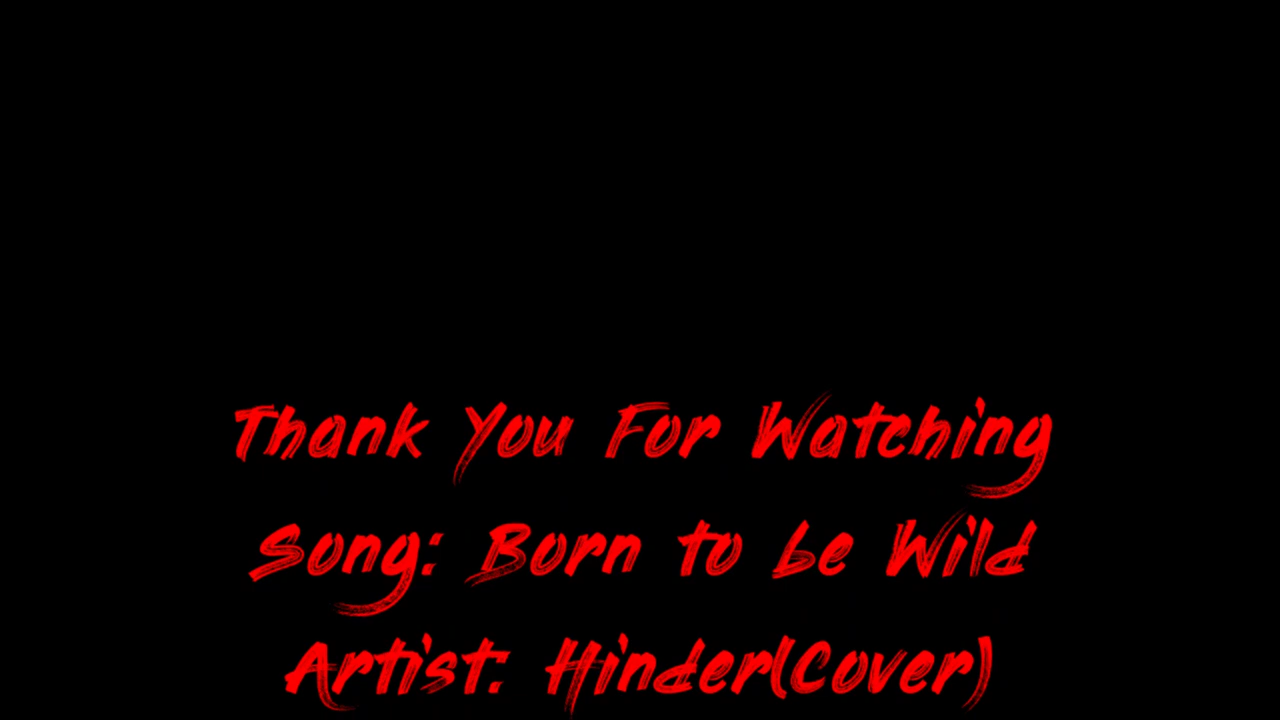 Thank You For Watching
Song: Born to be Wild
Artist: Hinder(Cover)